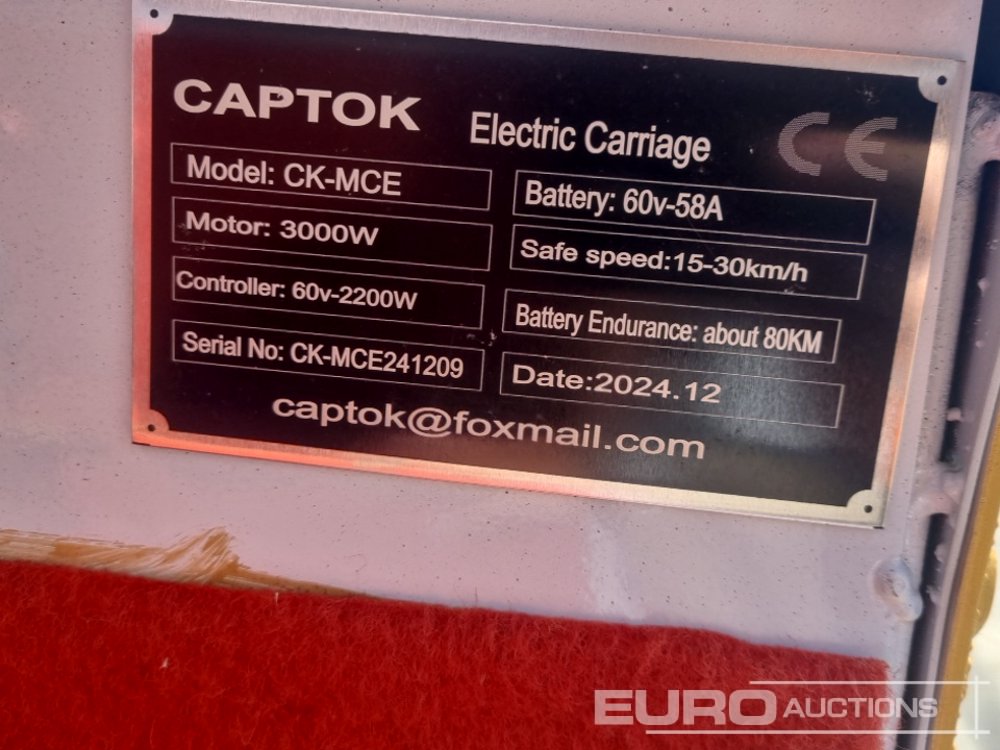 CAPTOK
Electric Carriage
CE
Model: CK-MCE
Battery: 60v-58A
Motor: 3000W
Safe speed:15-30km/h
Controller: 60v-2200W
Battery Endurance: about 80KM
Serial No: CK-MCE241209
Date:2024.12
captok@foxmail.com
EURO AUCTIONS